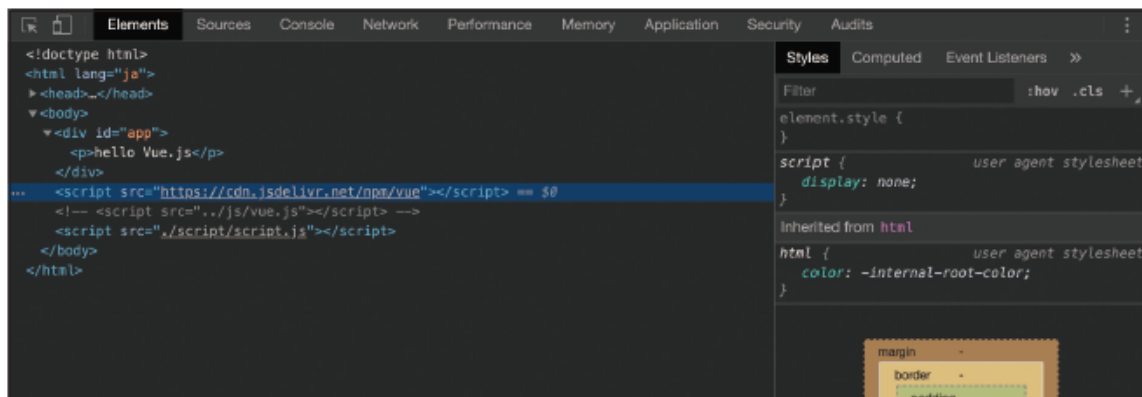 Elements Sources Console Network Performance Memory Application Security Audits
<!doctype html>
<html lang="ja">
<head>…</head>
<body>
<div id="app">
<p>hello Vue.js</p>
</div>
<script src="https://cdn.jsdelivr.net/npm/vue"></script> == $0
<!-- <script src="../js/vue.js"></script> -->
<script src="./script/script.js"></script>
</body>
</html>
Styles Computed Event Listeners »
Filter :hov .cls +
element.style {
}
script { user agent stylesheet
display: none;
}
Inherited from html
html { user agent stylesheet
color: -internal-root-color;
}
margin -
border -
padding